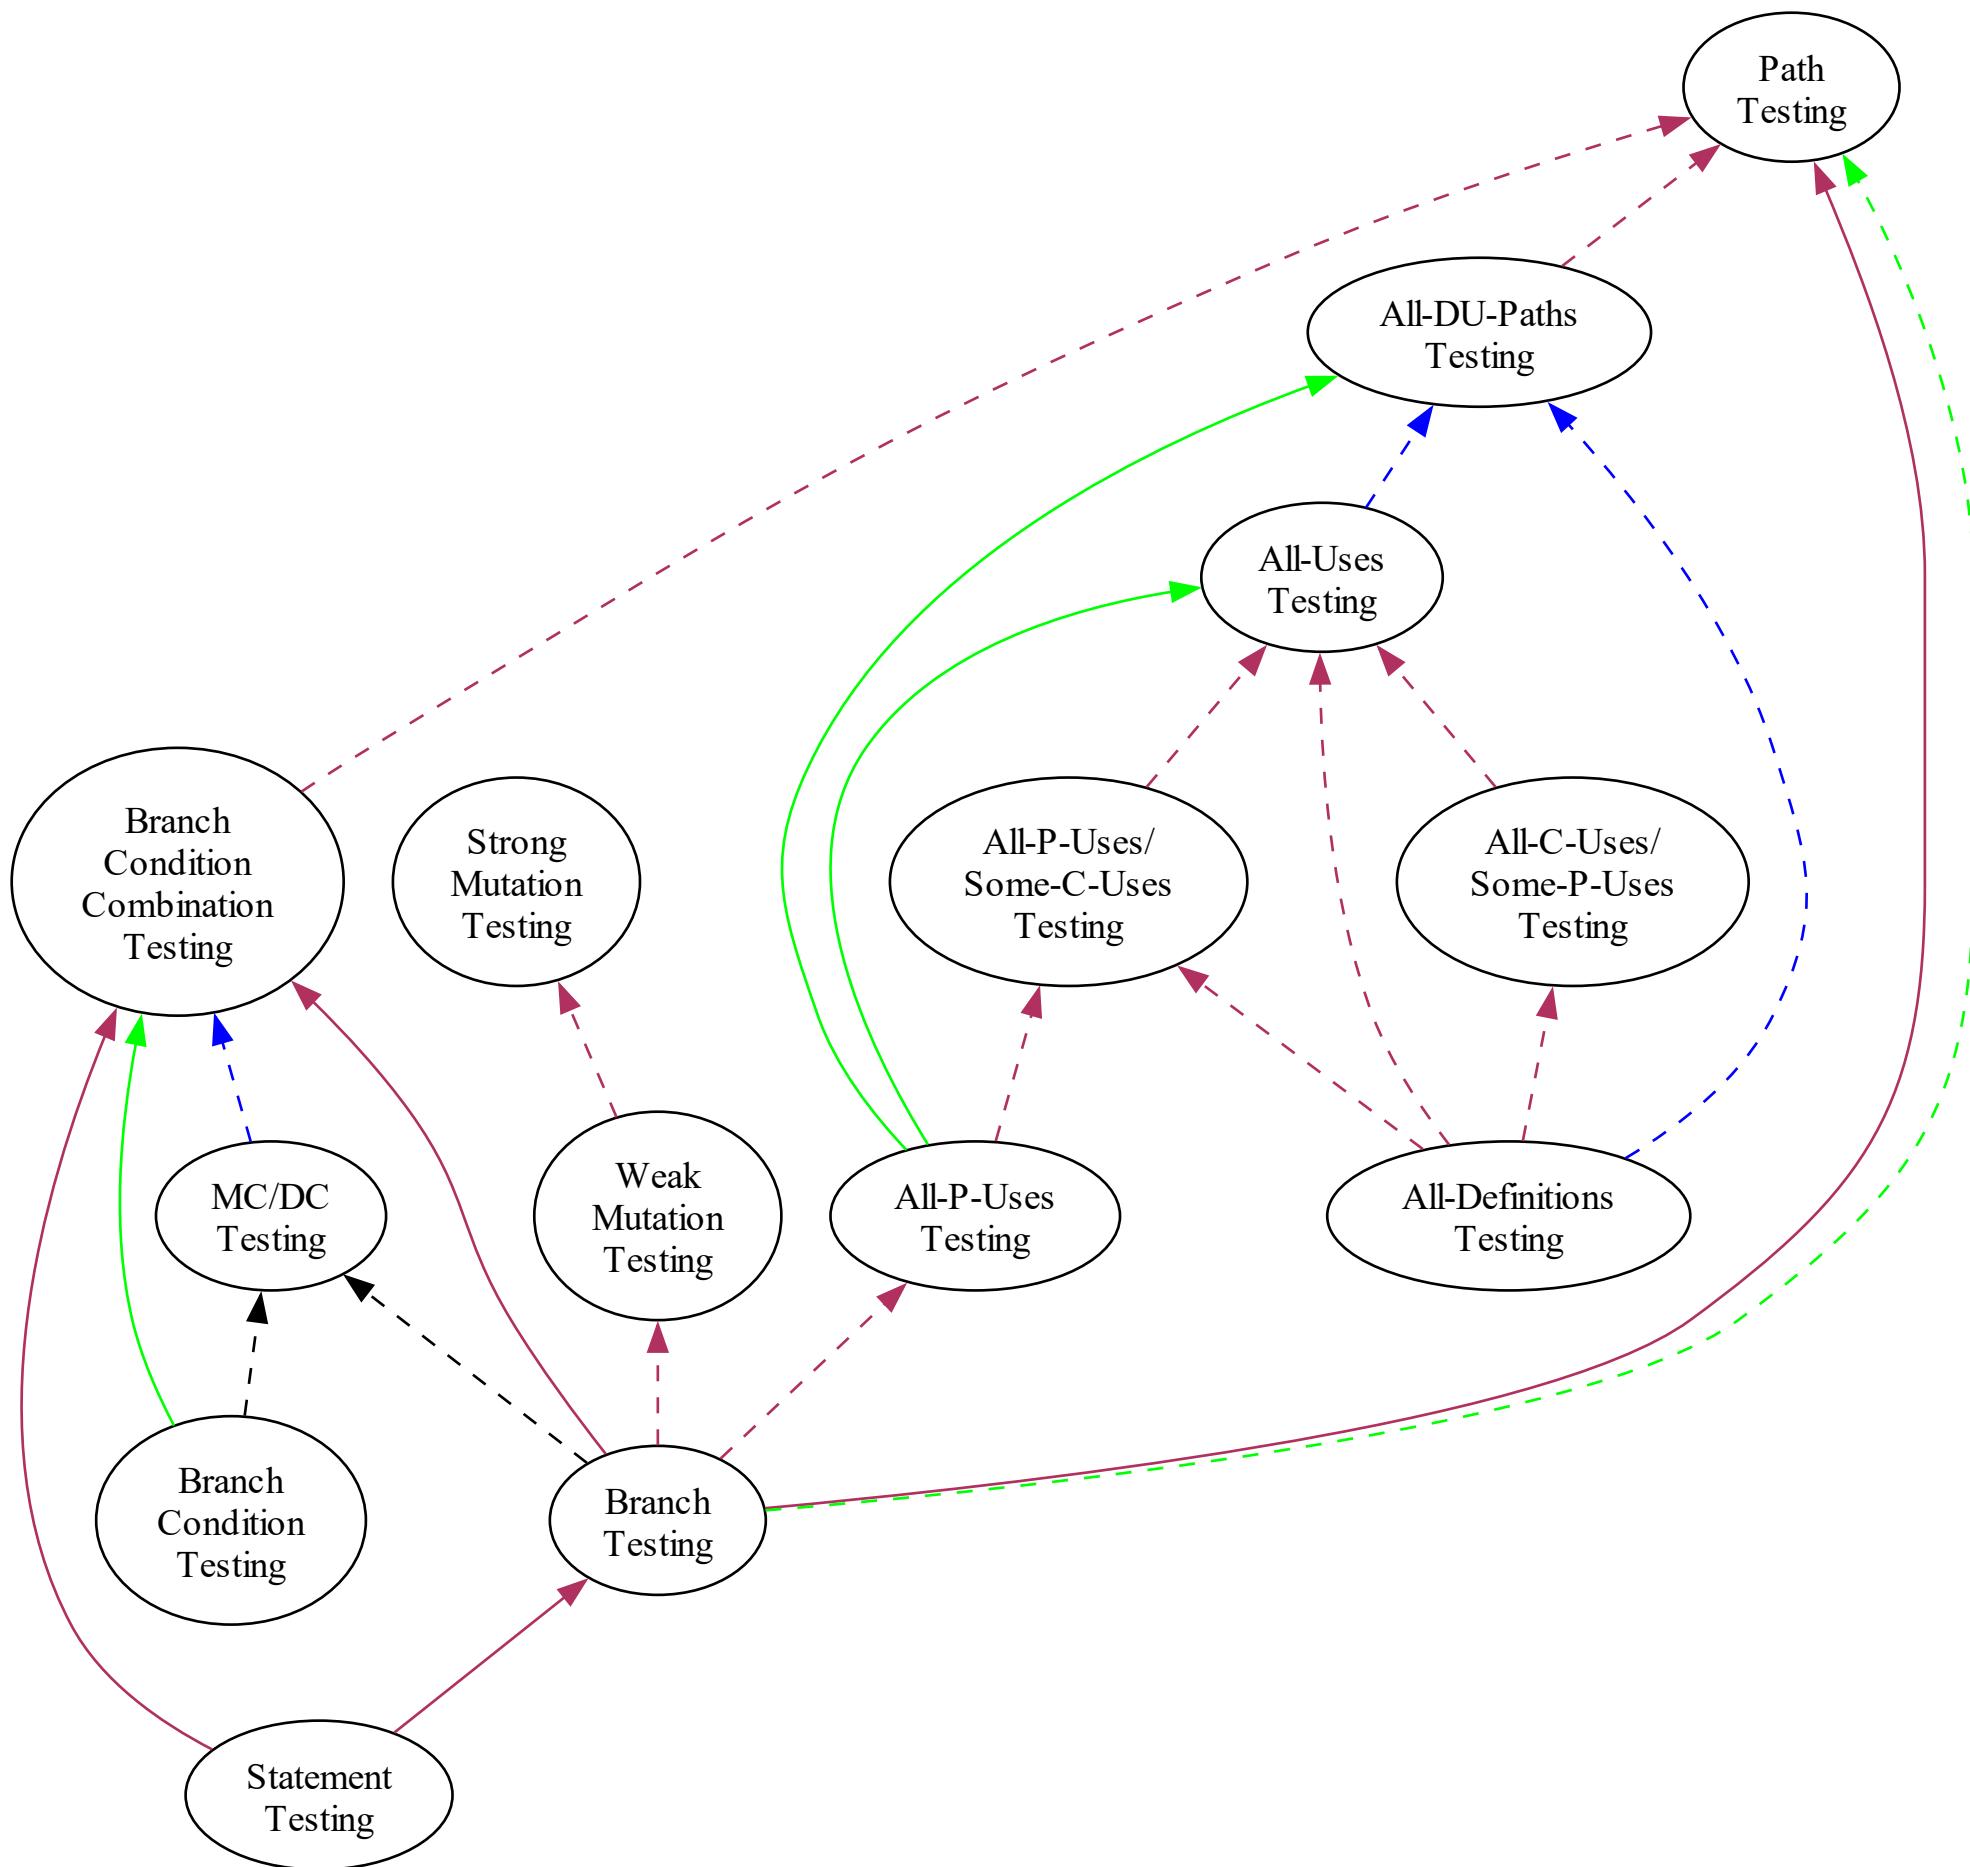 Path
Testing
All-DU-Paths
Testing
All-Uses
Testing
Branch
Condition
Combination
Testing
Strong
Mutation
Testing
All-P-Uses/
Some-C-Uses
Testing
All-C-Uses/
Some-P-Uses
Testing
MC/DC
Testing
Weak
Mutation
Testing
All-P-Uses
Testing
All-Definitions
Testing
Branch
Condition
Testing
Branch
Testing
Statement
Testing